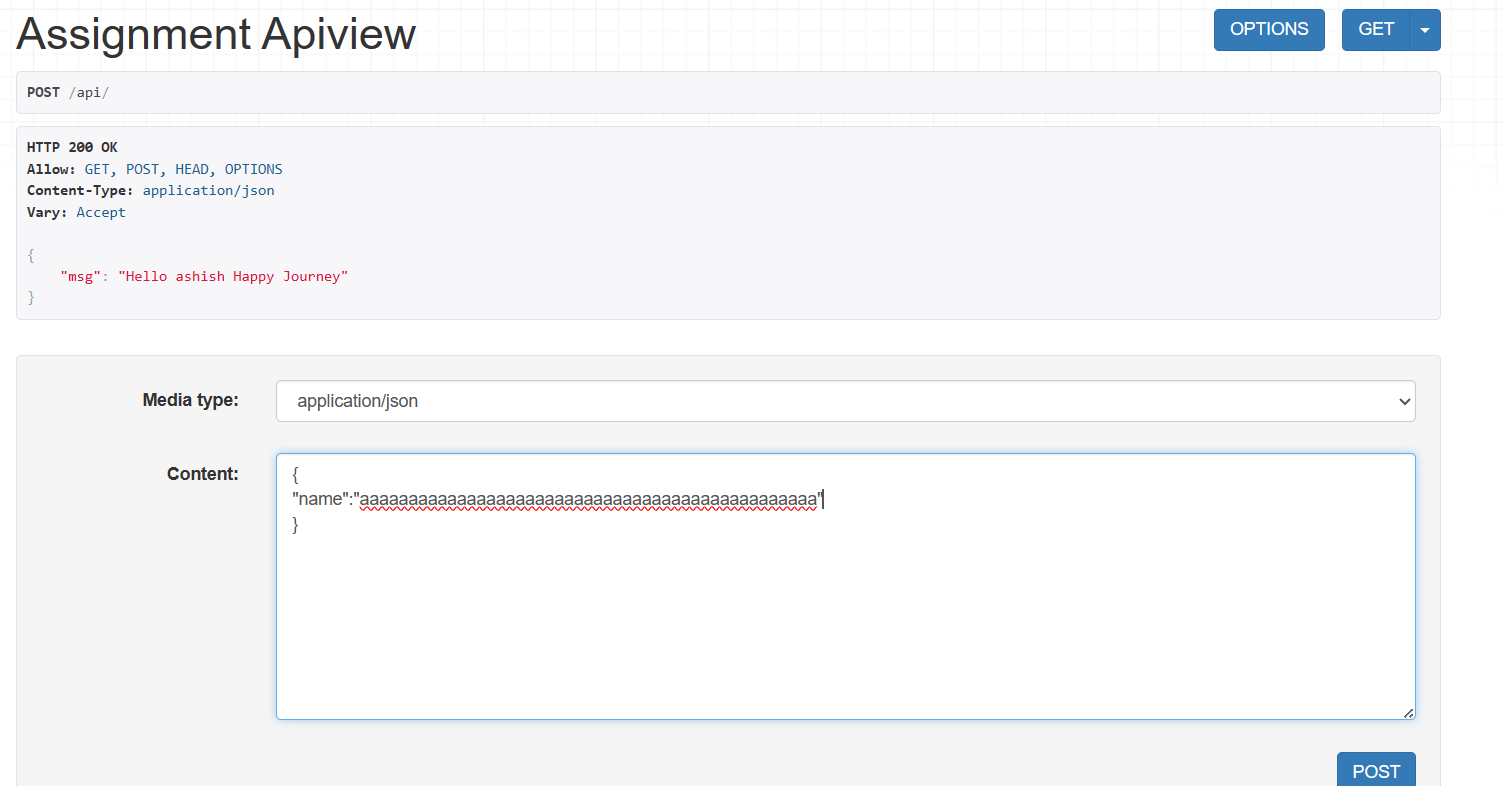 Assignment Apiview
OPTIONS
GET
POST /api/
HTTP 200 OK
Allow: GET, POST, HEAD, OPTIONS
Content-Type: application/json
Vary: Accept
{
"msg": "Hello ashish Happy Journey"
}
Media type:
application/json
Content:
{
"name":"aaaaaaaaaaaaaaaaaaaaaaaaaaaaaaaaaaaaaaaaaaaaaaa"
}
POST